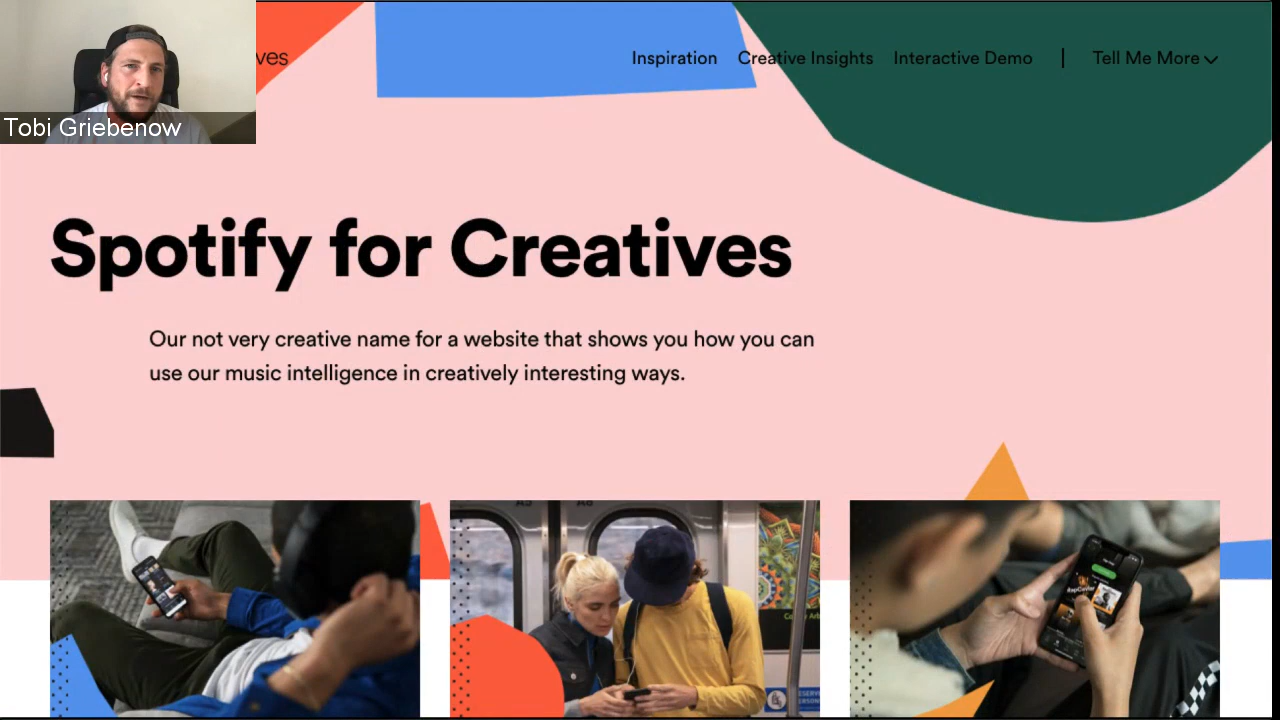 Tobi Griebenow
ves
Inspiration Creative Insights Interactive Demo | Tell Me More
Spotify for Creatives
Our not very creative name for a website that shows you how you can
use our music intelligence in creatively interesting ways.
RapCaviar